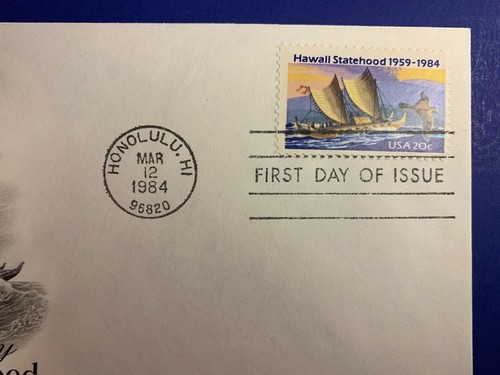 Hawaii Statehood 1959-1984
USA 20c
HONOLULU, HI
MAR
12
1984
96820
FIRST DAY OF ISSUE